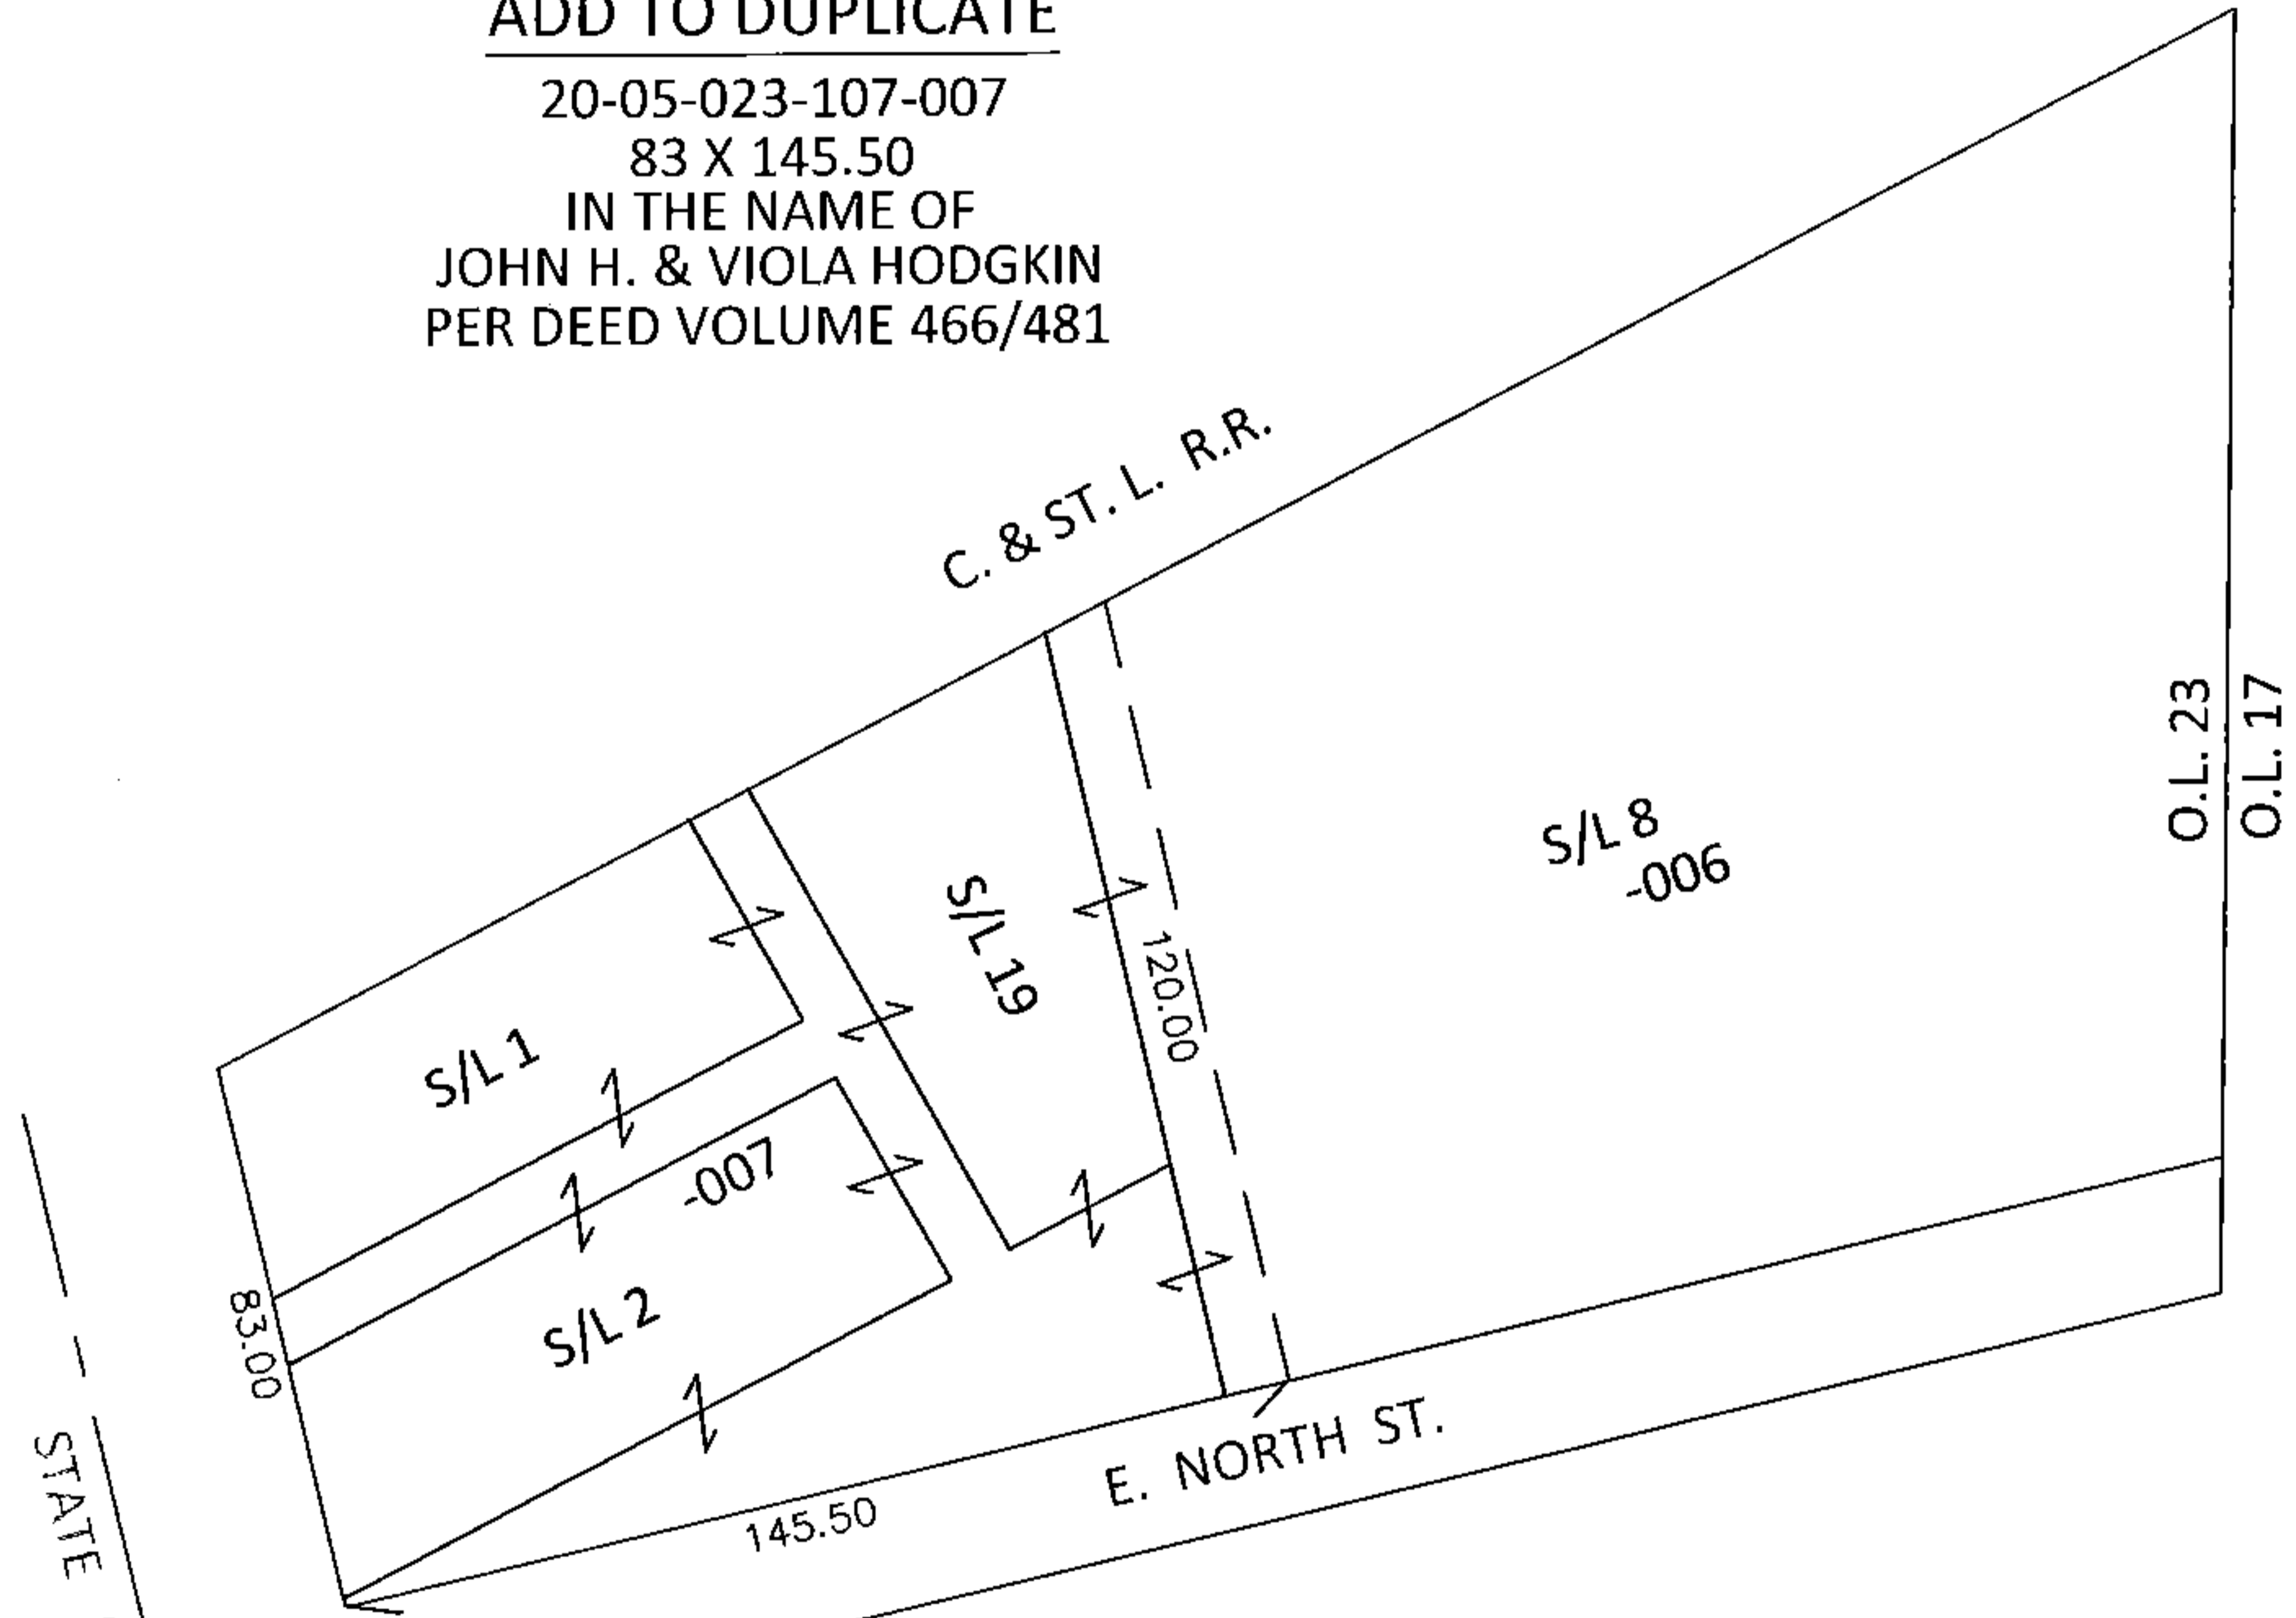 ADD TO DUPLICATE
20-05-023-107-007
83 X 145.50
IN THE NAME OF
JOHN H. & VIOLA HODGKIN
PER DEED VOLUME 466/481
C. & ST. L. R.R.
O.L. 23
O.L. 17
S/L 8
-006
S/L 19
120.00
S/L 1
-007
S/L 2
83.00
STATE
145.50
E. NORTH ST.